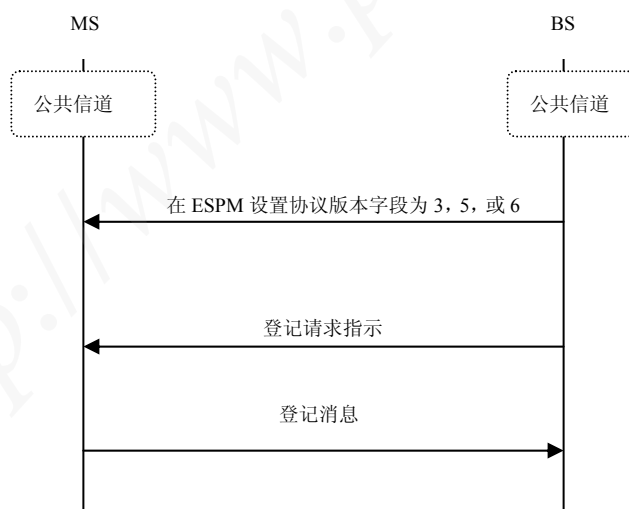 MS BS
公共信道 公共信道
在 ESPM 设置协议版本字段为 3，5，或 6
登记请求指示
登记消息
p://www.p